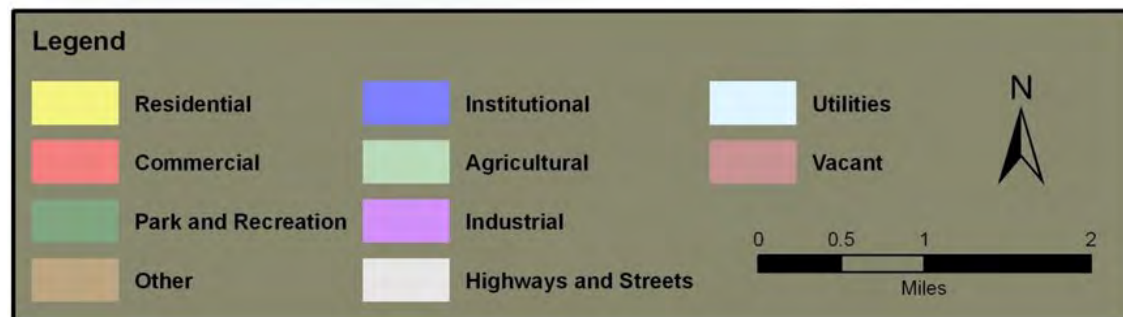 Legend
Residential
Commercial
Park and Recreation
Other
Institutional
Agricultural
Industrial
Highways and Streets
Utilities
Vacant
N
0 0.5 1 2
Miles